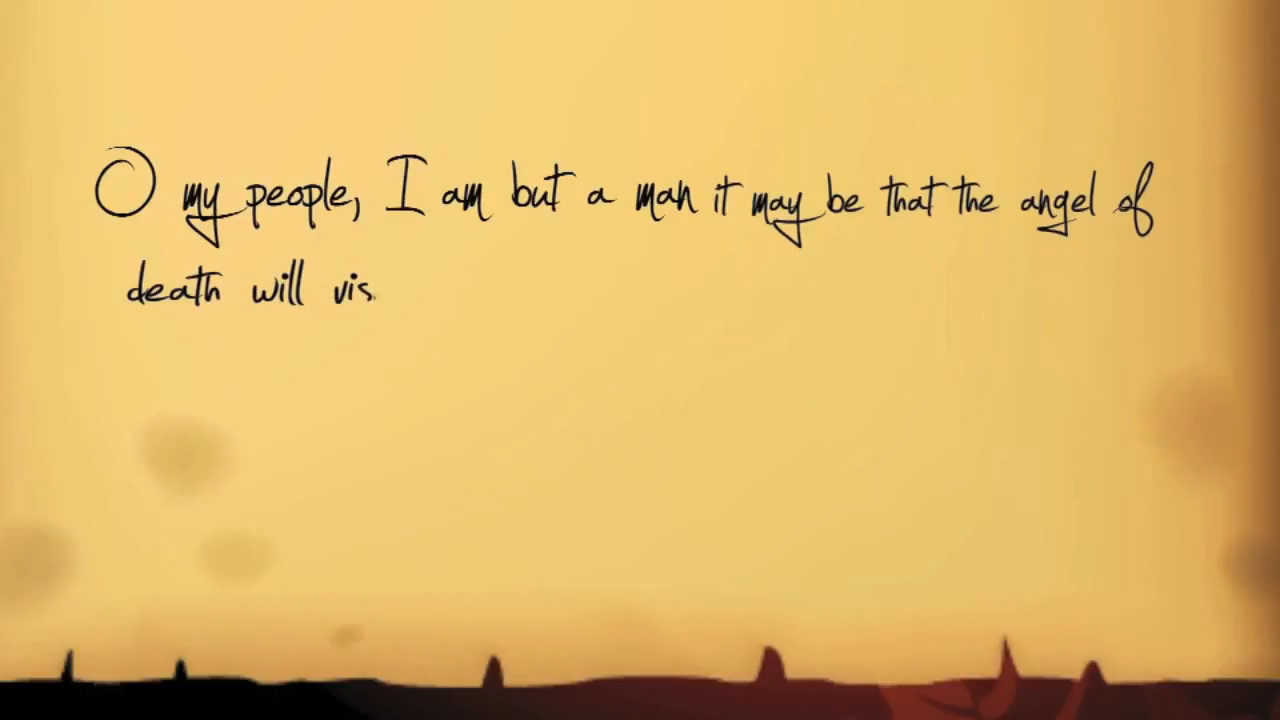 O my people, I am but a man it may be that the angel of
death will vis